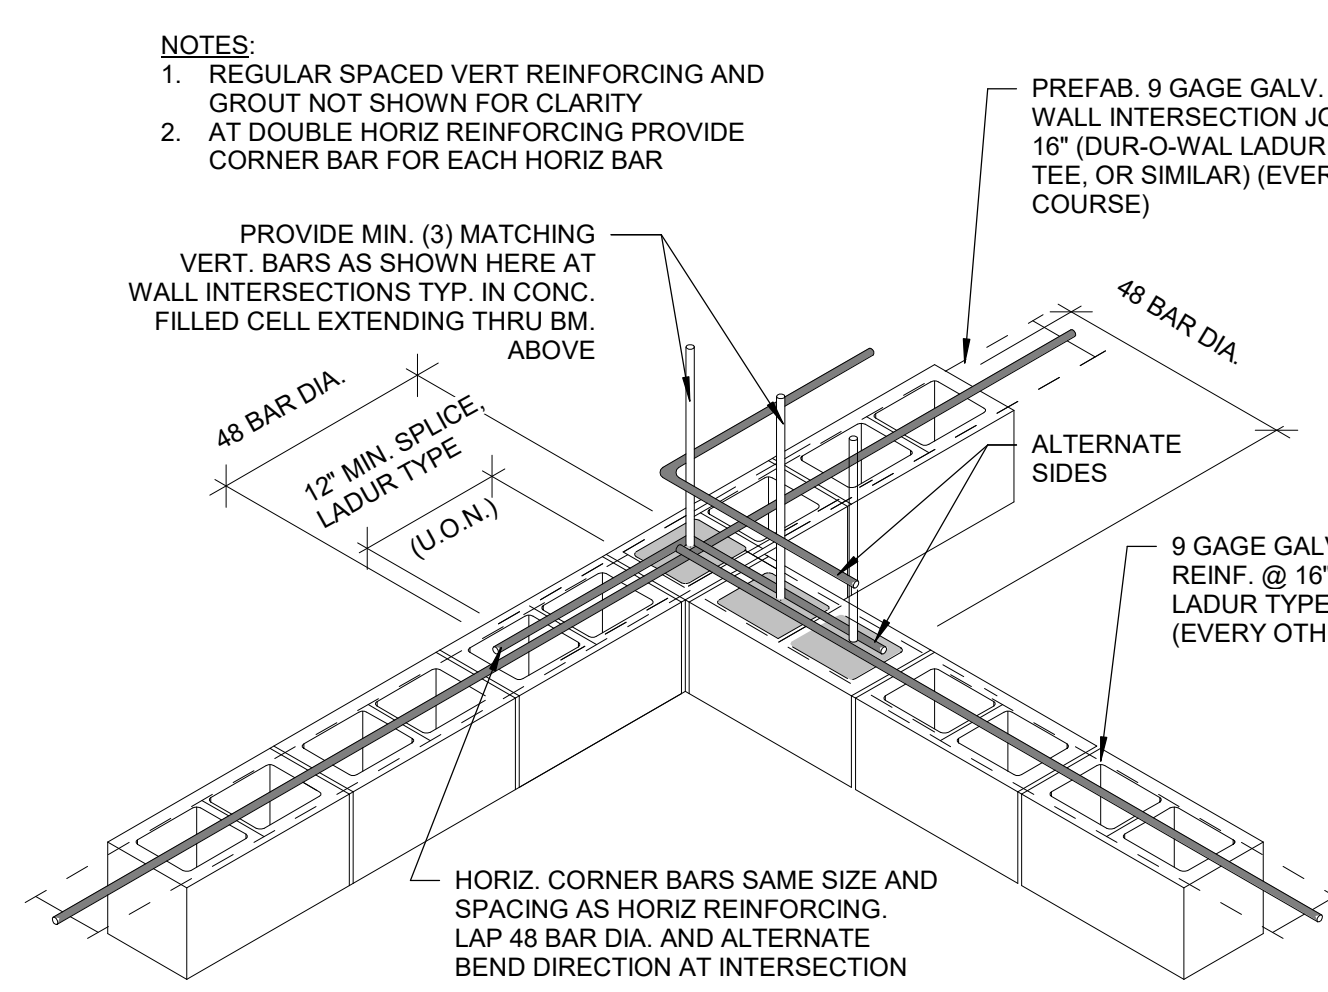 NOTES:
1. REGULAR SPACED VERT REINFORCING AND
GROUT NOT SHOWN FOR CLARITY
2. AT DOUBLE HORIZ REINFORCING PROVIDE
CORNER BAR FOR EACH HORIZ BAR
PREFAB. 9 GAGE GALV.
WALL INTERSECTION
16" (DUR-O-WAL LADUR
TEE, OR SIMILAR)
COURSE)
PROVIDE MIN. (3) MATCHING
VERT. BARS AS SHOWN HERE AT
WALL INTERSECTIONS TYP. IN CONC.
FILLED CELL EXTENDING THRU BM.
ABOVE
48 BAR DIA.
48 BAR DIA.
12" MIN. SPLICE,
LADUR TYPE
(U.O.N.)
ALTERNATE
SIDES
9 GAGE
REINF. @ 16"
LADUR TYPE
(EVERY
HORIZ. CORNER BARS SAME SIZE AND
SPACING AS HORIZ REINFORCING.
LAP 48 BAR DIA. AND ALTERNATE
BEND DIRECTION AT INTERSECTION